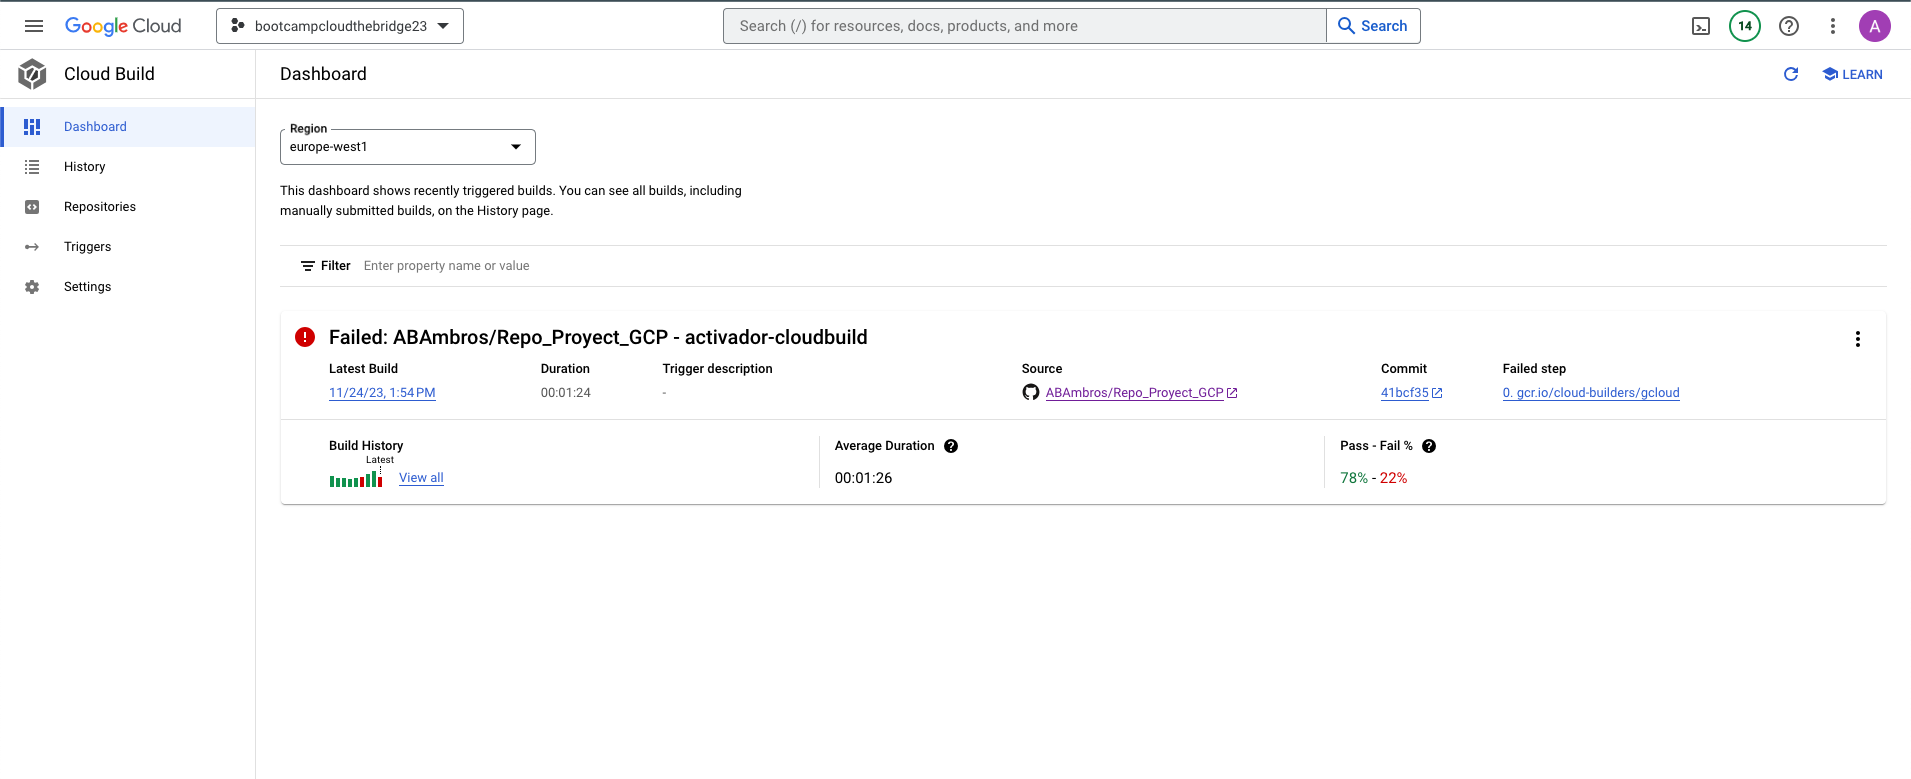 Google Cloud
bootcampcloudthebridge23
Search (/) for resources, docs, products, and more
Search
14
A
Cloud Build
Dashboard
LEARN
Dashboard
History
Repositories
Triggers
Settings
Region
europe-west1
This dashboard shows recently triggered builds. You can see all builds, including
manually submitted builds, on the History page.
Filter Enter property name or value
Failed: ABAmbros/Repo_Proyect_GCP - activador-cloudbuild
Latest Build Duration Trigger description Source Commit Failed step
11/24/23, 1:54 PM 00:01:24 - ABAmbros/Repo_Proyect_GCP 41bcf35 0. gcr.io/cloud-builders/gcloud
Build History Average Duration Pass - Fail %
Latest
View all 00:01:26 78% - 22%